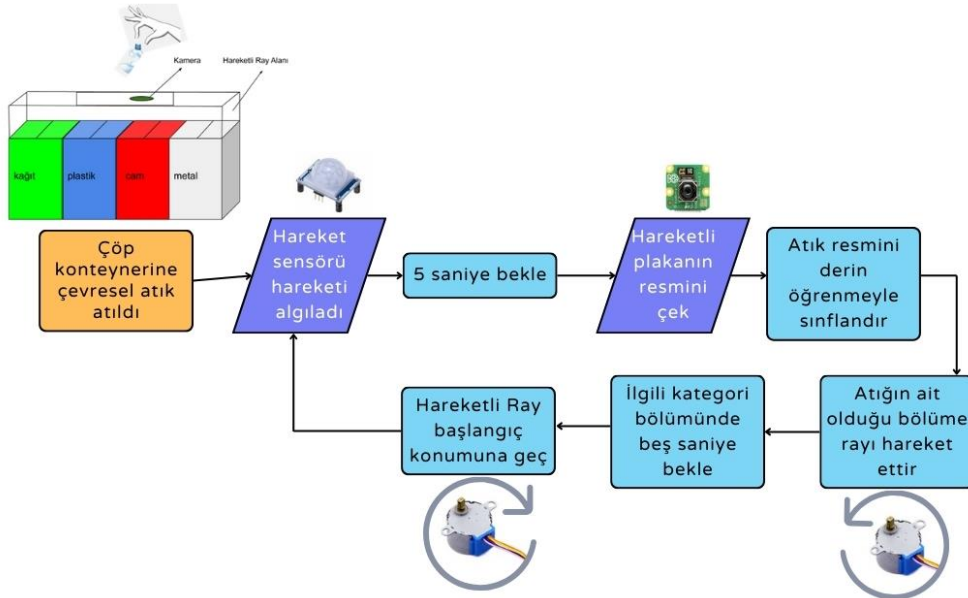 Kamera
Hareketli Ray Alanı
kağıt
plastik
cam
metal
Çöp
konteynerine
çevresel atık
atıldı
Hareket
sensörü
hareketi
algıladı
5 saniye bekle
Hareketli
plakanın
resmini
çek
Atık resmini
derin
öğrenmeyle
sınflandır
Atığın ait
olduğu bölüme
rayı hareket
ettir
İlgili kategori
bölümünde
beş saniye
bekle
Hareketli Ray
başlangıç
konumuna geç